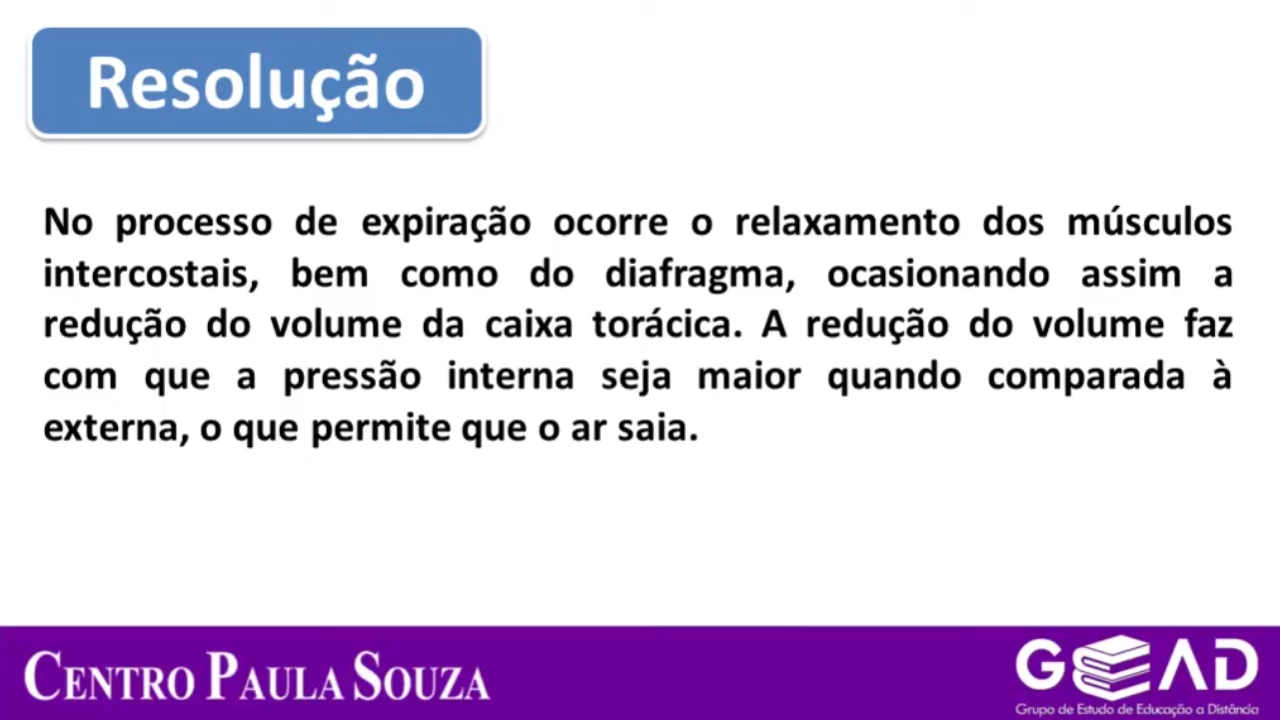 Resolução
No processo de expiração ocorre o relaxamento dos músculos
intercostais, bem como do diafragma, ocasionando assim a
redução do volume da caixa torácica. A redução do volume faz
com que a pressão interna seja maior quando comparada à
externa, o que permite que o ar saia.
CENTRO PAULA SOUZA
GEAD
Grupo de Estudo de Educação a Distância